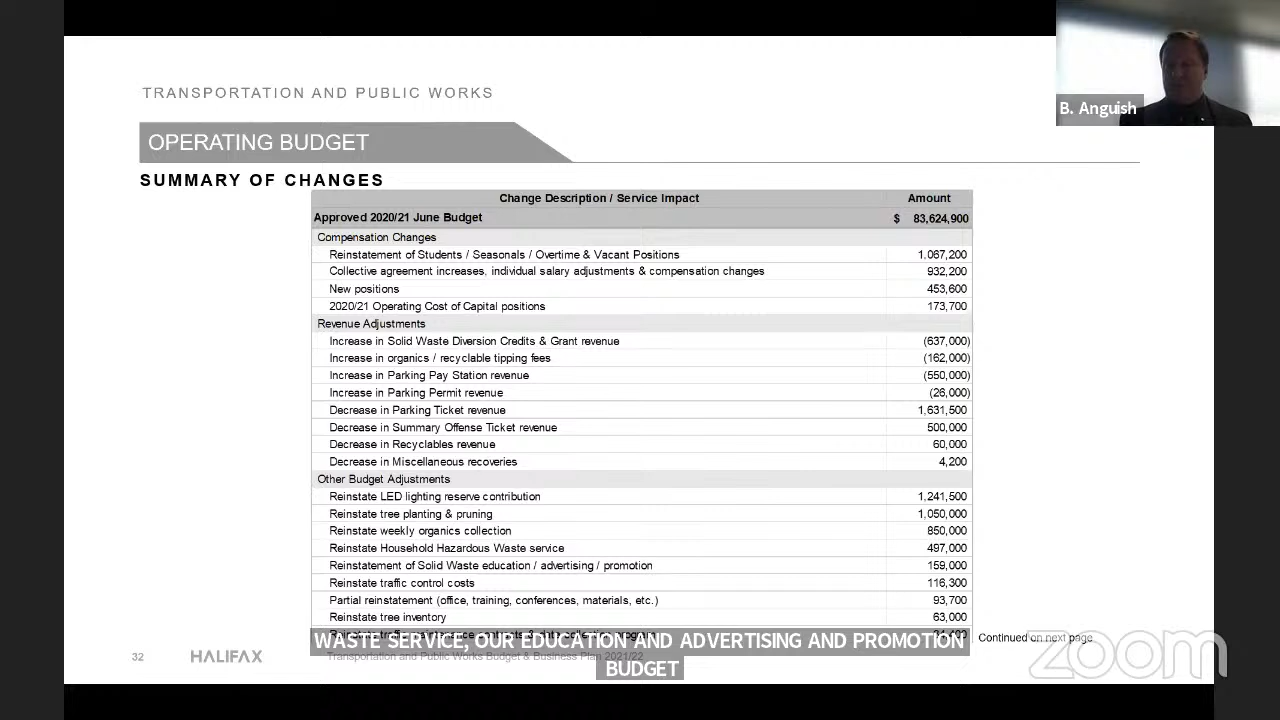 TRANSPORTATION AND PUBLIC WORKS
B. Anguish
OPERATING BUDGET
SUMMARY OF CHANGES
Change Description / Service Impact Amount
Approved 2020/21 June Budget $ 83,624,900
Compensation Changes
Reinstatement of Students / Seasonals / Overtime & Vacant Positions 1,067,200
Collective agreement increases, individual salary adjustments & compensation changes 932,200
New positions 453,600
2020/21 Operating Cost of Capital positions 173,700
Revenue Adjustments
Increase in Solid Waste Diversion Credits & Grant revenue (637,000)
Increase in organics / recyclable tipping fees (162,000)
Increase in Parking Pay Station revenue (550,000)
Increase in Parking Permit revenue (26,000)
Decrease in Parking Ticket revenue 1,631,500
Decrease in Summary Offense Ticket revenue 500,000
Decrease in Recyclables revenue 60,000
Decrease in Miscellaneous recoveries 4,200
Other Budget Adjustments
Reinstate LED lighting reserve contribution 1,241,500
Reinstate tree planting & pruning 1,050,000
Reinstate weekly organics collection 850,000
Reinstate Household Hazardous Waste service 497,000
Reinstatement of Solid Waste education / advertising / promotion 159,000
Reinstate traffic control costs 116,300
Partial reinstatement (office, training, conferences, materials, etc.) 93,700
Reinstate tree inventory 63,000
WASTE SERVICE, OUR EDUCATION AND ADVERTISING AND PROMOTION
BUDGET
Continued on next page
32 HALIFAX Transportation and Public Works Budget & Business Plan 2021/22
zoom